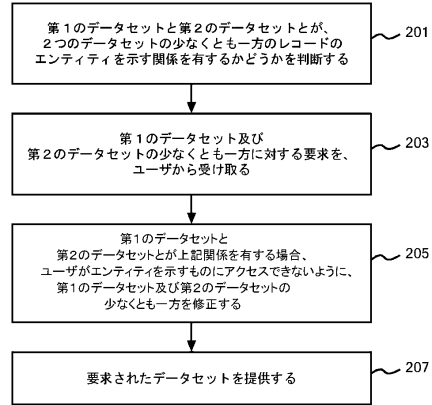 第1のデータセットと第2のデータセットとが、
2つのデータセットの少なくとも一方のレコードの
エンティティを示す関係を有するかどうかを判断する
201
第1のデータセット及び
第2のデータセットの少なくとも一方に対する要求を、
ユーザから受け取る
203
第1のデータセットと
第2のデータセットとが上記関係を有する場合、
ユーザがエンティティを示すものにアクセスできないように、
第1のデータセット及び第2のデータセットの
少なくとも一方を修正する
205
要求されたデータセットを提供する
207